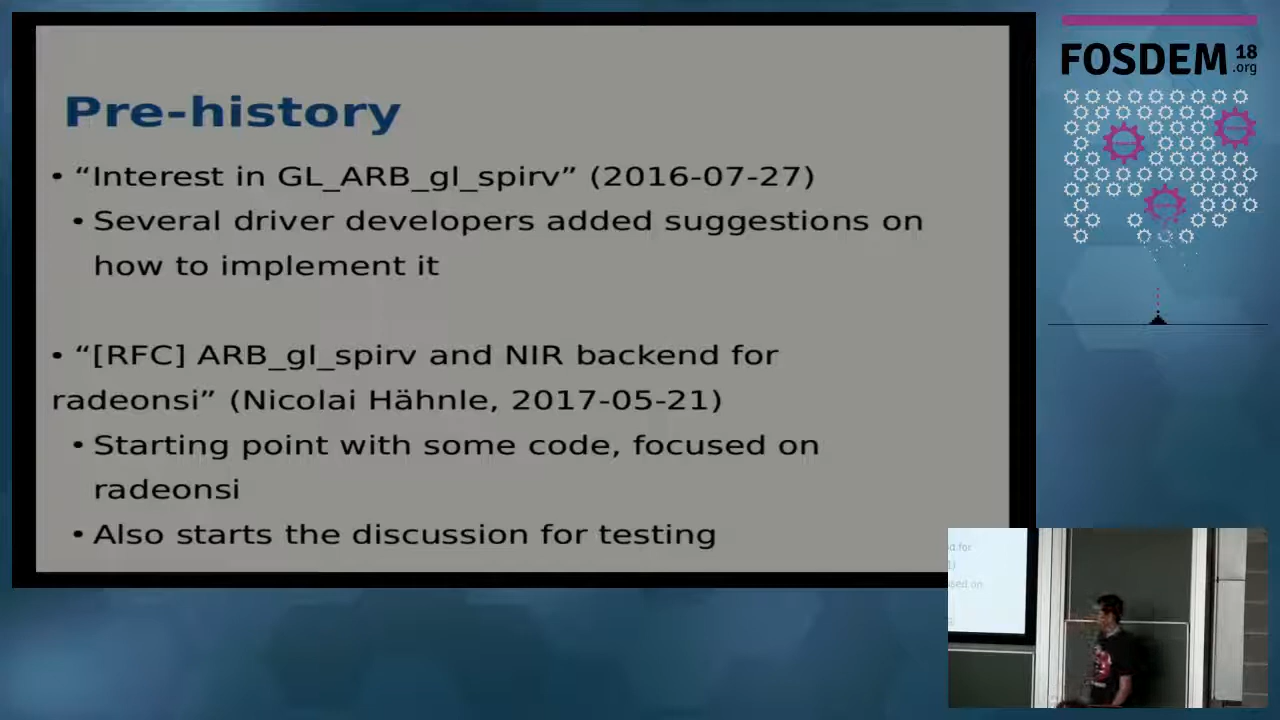 Pre-history
• “Interest in GL_ARB_gl_spirv” (2016-07-27)
• Several driver developers added suggestions on
how to implement it
• “[RFC] ARB_gl_spirv and NIR backend for
radeonsi” (Nicolai Hähnle, 2017-05-21)
• Starting point with some code, focused on
radeonsi
• Also starts the discussion for testing
FOSDEM 18
.org